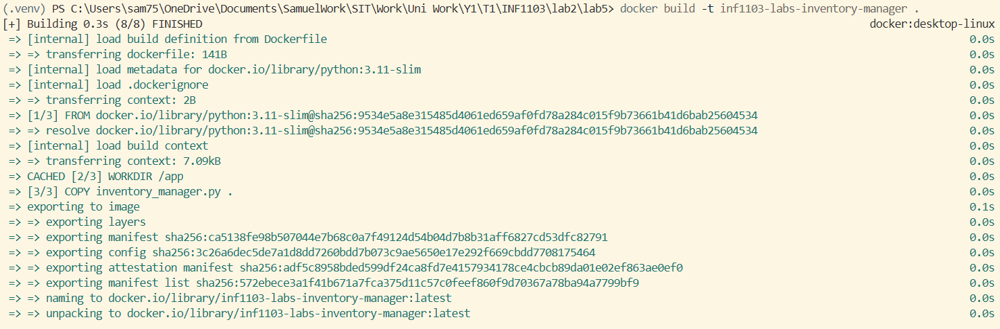 (.venv) PS C:\Users\sam75\OneDrive\Documents\SamuelWork\SIT\Work\Uni Work\Y1\T1\INF1103\lab2\lab5> docker build -t inf1103-labs-inventory-manager .
[+] Building 0.3s (8/8) FINISHED docker:desktop-linux
=> [internal] load build definition from Dockerfile 0.0s
=> => transferring dockerfile: 141B 0.0s
=> [internal] load metadata for docker.io/library/python:3.11-slim 0.0s
=> [internal] load .dockerignore 0.0s
=> => transferring context: 2B 0.0s
=> [1/3] FROM docker.io/library/python:3.11-slim@sha256:9534e5a8e315485d4061ed659af0fd78a284c015f9b73661b41d6bab25604534 0.0s
=> => resolve docker.io/library/python:3.11-slim@sha256:9534e5a8e315485d4061ed659af0fd78a284c015f9b73661b41d6bab25604534 0.0s
=> [internal] load build context 0.0s
=> => transferring context: 7.09kB 0.0s
=> CACHED [2/3] WORKDIR /app 0.0s
=> [3/3] COPY inventory_manager.py . 0.0s
=> exporting to image 0.1s
=> => exporting layers 0.0s
=> => exporting manifest sha256:ca5138fe98b507044e7b68c0a7f49124d54b04d7b8b31aff6827cd53dfc82791 0.0s
=> => exporting config sha256:3c26a6dec5de7a1d8dd7260bdd7b073c9ae5650e17e292f669cbdd7708175464 0.0s
=> => exporting attestation manifest sha256:adf5c8958bded599df24ca8fd7e4157934178ce4cbcb89da01e02ef863ae0ef0 0.0s
=> => exporting manifest list sha256:572ebece3a1f41b671a7fca375d11c57c0feef860f9d70367a78ba94a7799bf9 0.0s
=> => naming to docker.io/library/inf1103-labs-inventory-manager:latest 0.0s
=> => unpacking to docker.io/library/inf1103-labs-inventory-manager:latest 0.0s